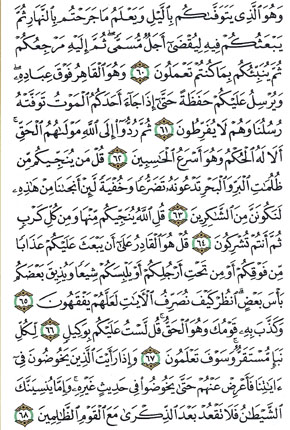 وَهُوَ ٱلَّذِى يَتَوَفَّىٰكُم بِٱلَّيْلِ وَيَعْلَمُ مَا جَرَحْتُم بِٱلنَّهَارِ ثُمَّ
يَبْعَثُكُمْ فِيهِ لِيُقْضَىٰٓ أَجَلٌ مُّسَمًّى ثُمَّ إِلَيْهِ مَرْجِعُكُمْ
ثُمَّ يُنَبِّئُكُم بِمَا كُنتُمْ تَعْمَلُونَ ٦٠ وَهُوَ ٱلْقَاهِرُ فَوْقَ عِبَادِهِۦ
وَيُرْسِلُ عَلَيْكُمْ حَفَظَةً حَتَّىٰٓ إِذَا جَآءَ أَحَدَكُمُ ٱلْمَوْتُ تَوَفَّتْهُ
رُسُلُنَا وَهُمْ لَا يُفَرِّطُونَ ٦١ ثُمَّ رُدُّوٓا۟ إِلَى ٱللَّهِ مَوْلَىٰهُمُ ٱلْحَقِّ
أَلَا لَهُ ٱلْحُكْمُ وَهُوَ أَسْرَعُ ٱلْحَٰسِبِينَ ٦٢ قُلْ مَن يُنَجِّيكُم مِّن
ظُلُمَٰتِ ٱلْبَرِّ وَٱلْبَحْرِ تَدْعُونَهُۥ تَضَرُّعًا وَخُفْيَةً لَّئِنْ أَنجَىٰنَا مِنْ هَٰذِهِۦ
لَنَكُونَنَّ مِنَ ٱلشَّٰكِرِينَ ٦٣ قُلِ ٱللَّهُ يُنَجِّيكُم مِّنْهَا وَمِن كُلِّ كَرْبٍ
ثُمَّ أَنتُمْ تُشْرِكُونَ ٦٤ قُلْ هُوَ ٱلْقَادِرُ عَلَىٰٓ أَن يَبْعَثَ عَلَيْكُمْ عَذَابًا
مِّن فَوْقِكُمْ أَوْ مِن تَحْتِ أَرْجُلِكُمْ أَوْ يَلْبِسَكُمْ شِيَعًا وَيُذِيقَ بَعْضَكُم
بَأْسَ بَعْضٍ ٱنظُرْ كَيْفَ نُصَرِّفُ ٱلْءَايَٰتِ لَعَلَّهُمْ يَفْقَهُونَ ٦٥
وَكَذَّبَ بِهِۦ قَوْمُكَ وَهُوَ ٱلْحَقُّ قُل لَّسْتُ عَلَيْكُم بِوَكِيلٍ ٦٦ لِّكُلِّ
نَبَإٍ مُّسْتَقَرٌّ وَسَوْفَ تَعْلَمُونَ ٦٧ وَإِذَا رَأَيْتَ ٱلَّذِينَ يَخُوضُونَ فِىٓ
ءَايَٰتِنَا فَأَعْرِضْ عَنْهُمْ حَتَّىٰ يَخُوضُوا۟ فِى حَدِيثٍ غَيْرِهِۦ وَإِمَّا يُنسِيَنَّكَ
ٱلشَّيْطَٰنُ فَلَا تَقْعُدْ بَعْدَ ٱلذِّكْرَىٰ مَعَ ٱلْقَوْمِ ٱلظَّٰلِمِينَ ٦٨